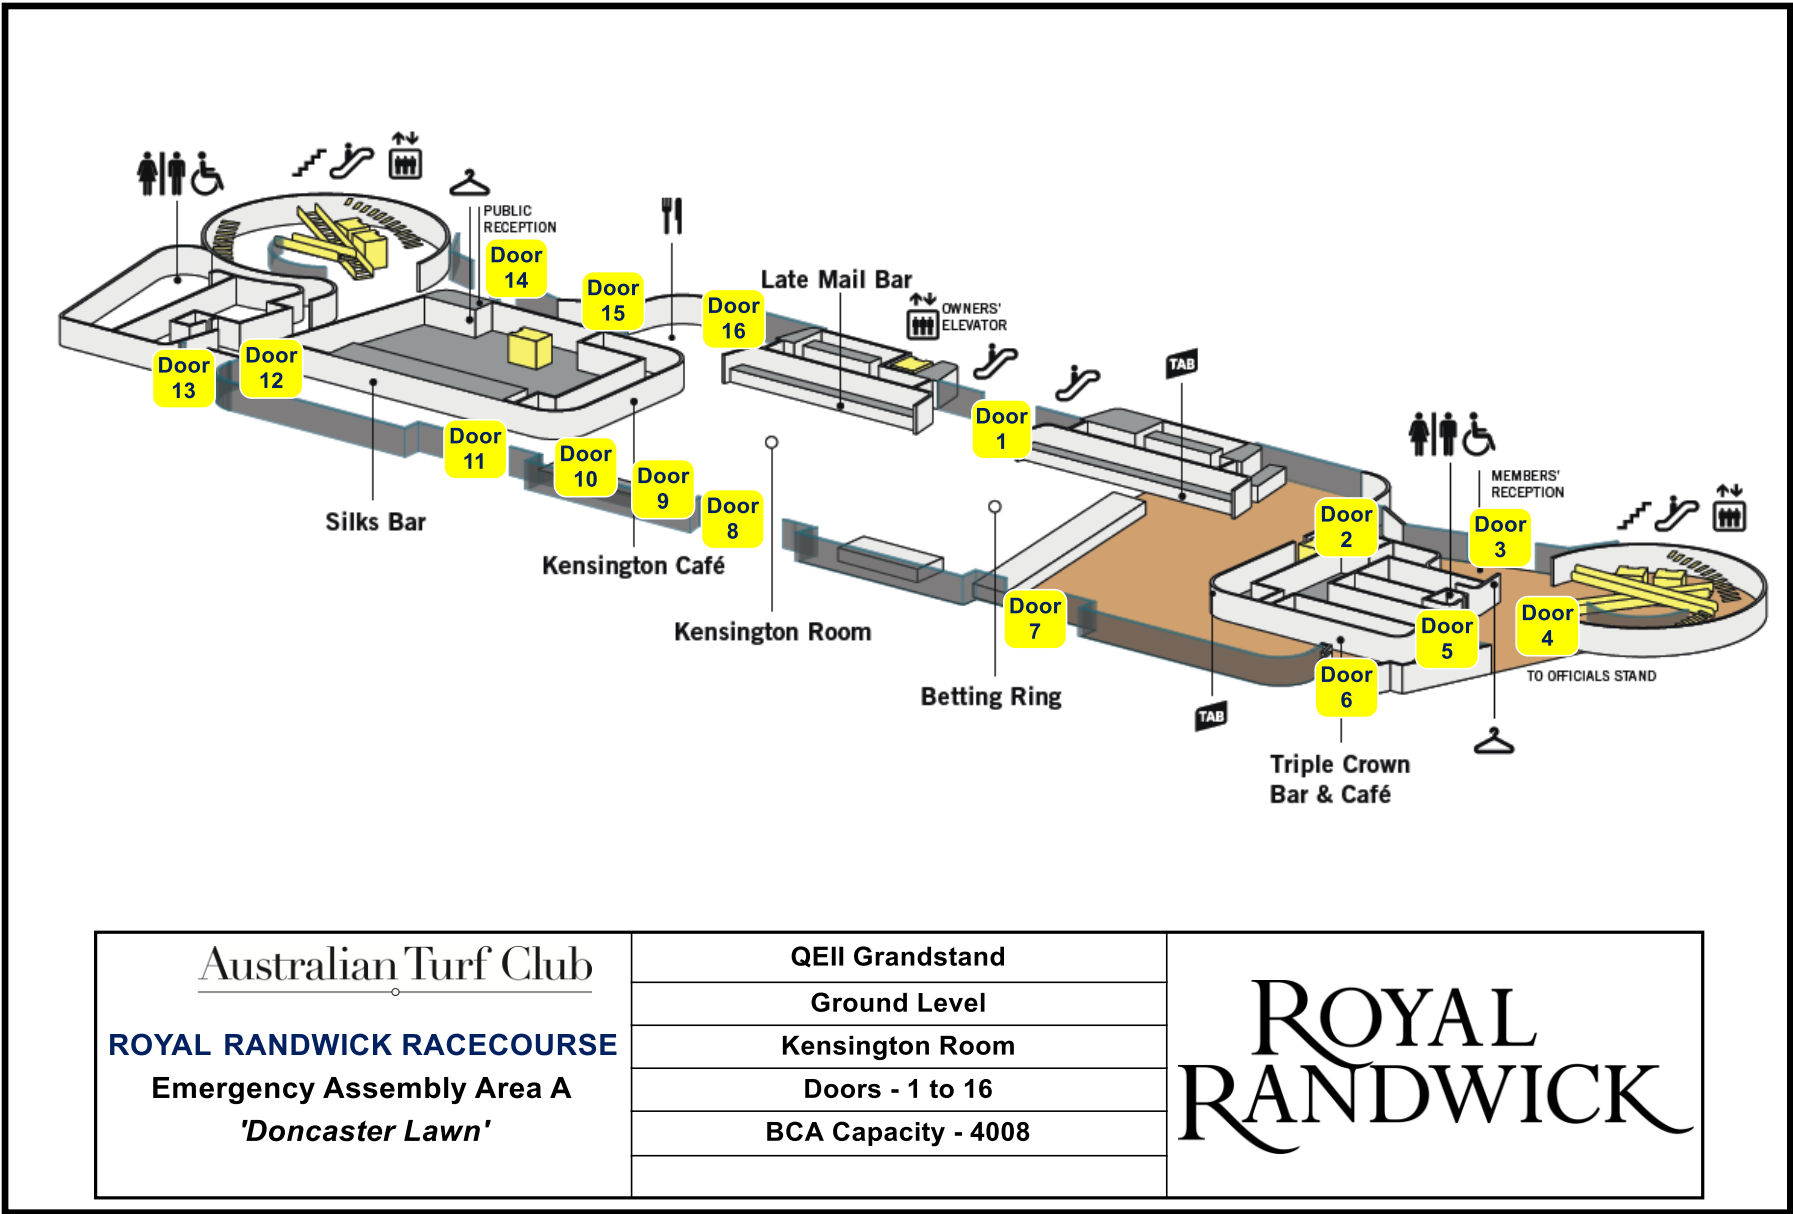 PUBLIC
RECEPTION
Door
14
Door
15
Door
16
Late Mail Bar
OWNERS'
ELEVATOR
TAB
Door
13
Door
12
Door
11
Door
10
Door
9
Door
8
Door
1
MEMBERS'
RECEPTION
Door
2
Door
3
Silks Bar
Kensington Café
Kensington Room
Betting Ring
Door
7
Door
4
Door
5
Door
6
TO OFFICIALS STAND
TAB
Triple Crown
Bar & Café
Australian Turf Club
ROYAL RANDWICK RACECOURSE
Emergency Assembly Area A
'Doncaster Lawn'
QEII Grandstand
Ground Level
Kensington Room
Doors - 1 to 16
BCA Capacity - 4008
ROYAL
RANDWICK